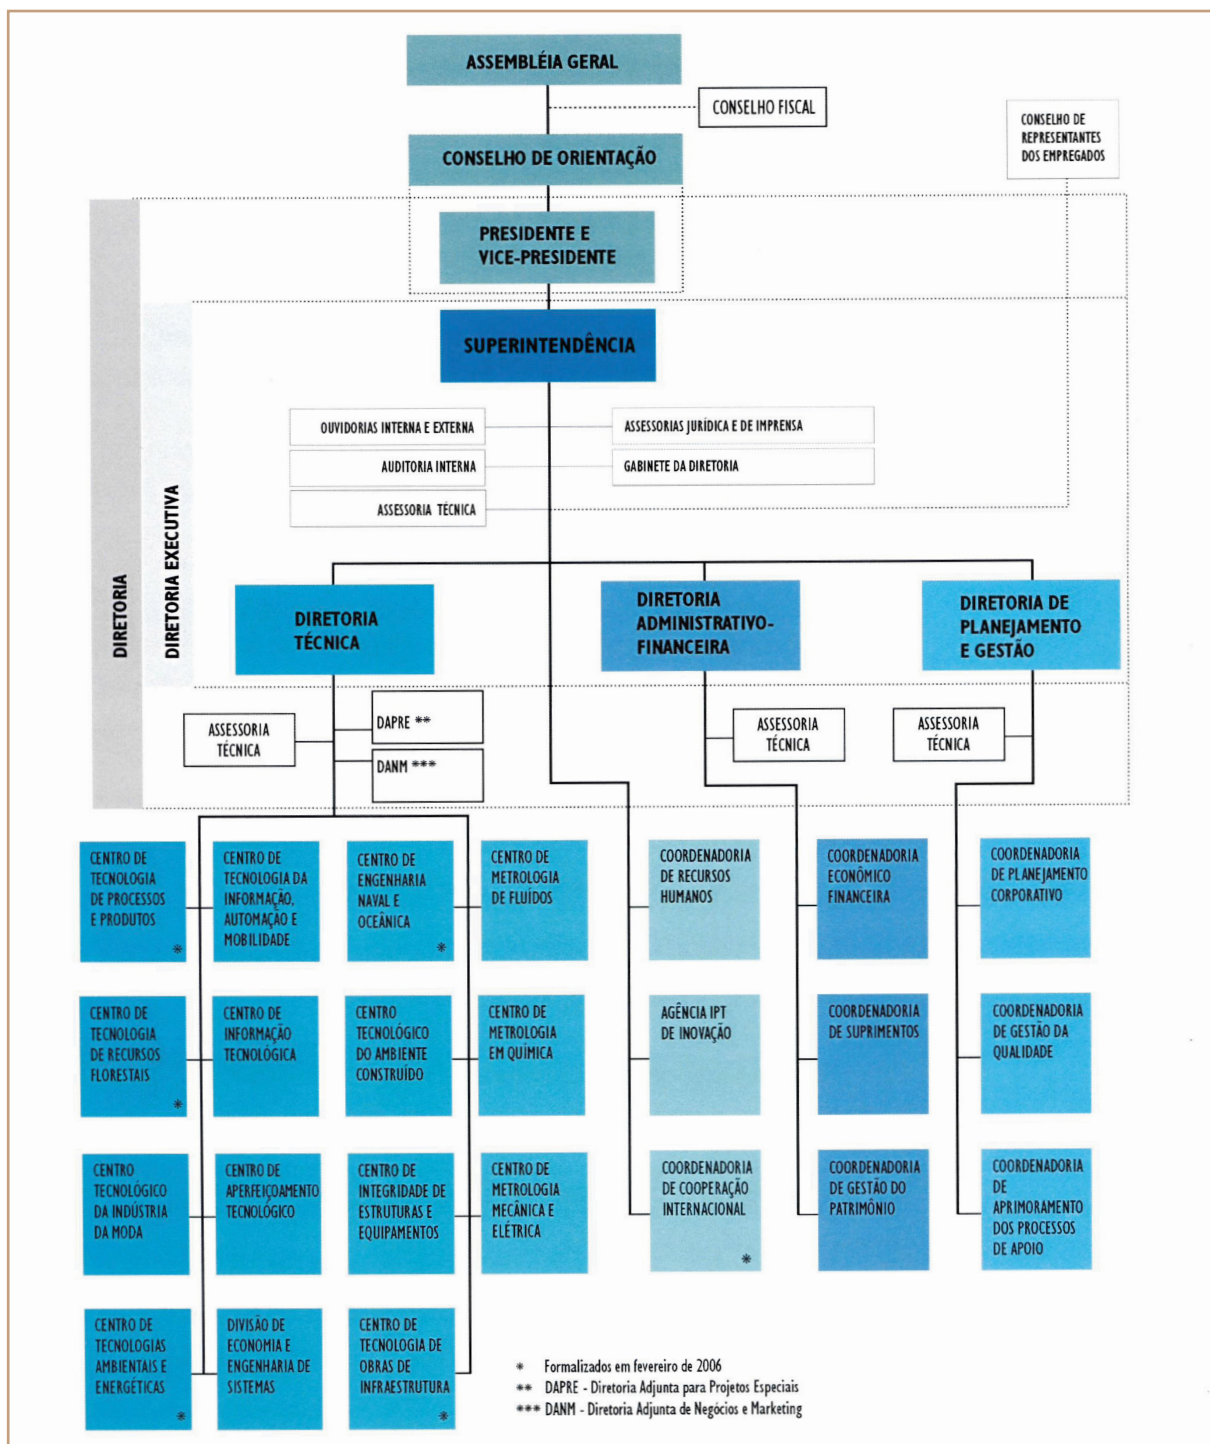 ASSEMBLÉIA GERAL
CONSELHO FISCAL
CONSELHO DE
REPRESENTANTES
DOS EMPREGADOS
CONSELHO DE ORIENTAÇÃO
PRESIDENTE E
VICE-PRESIDENTE
SUPERINTENDÊNCIA
OUVIDORIAS INTERNA E EXTERNA
ASSESSORIAS JURÍDICA E DE IMPRENSA
AUDITORIA INTERNA
GABINETE DA DIRETORIA
ASSESSORIA TÉCNICA
DIRETORIA
DIRETORIA EXECUTIVA
DIRETORIA
TÉCNICA
DIRETORIA
ADMINISTRATIVO-
FINANCEIRA
DIRETORIA DE
PLANEJAMENTO
E GESTÃO
ASSESSORIA
TÉCNICA
DAPRE **
DANM ***
ASSESSORIA
TÉCNICA
ASSESSORIA
TÉCNICA
CENTRO DE
TECNOLOGIA
DE PROCESSOS
E PRODUTOS
*
CENTRO DE
TECNOLOGIA DA
INFORMAÇÃO,
AUTOMAÇÃO E
MOBILIDADE
CENTRO DE
ENGENHARIA
NAVAL E
OCEÂNICA
*
CENTRO DE
METROLOGIA
DE FLUÍDOS
COORDENADORIA
DE RECURSOS
HUMANOS
COORDENADORIA
ECONÔMICO
FINANCEIRA
COORDENADORIA
DE PLANEJAMENTO
CORPORATIVO
CENTRO DE
TECNOLOGIA
DE RECURSOS
FLORESTAIS
*
CENTRO DE
INFORMAÇÃO
TECNOLÓGICA
CENTRO
TECNOLÓGICO
DO AMBIENTE
CONSTRUÍDO
CENTRO DE
METROLOGIA
EM QUÍMICA
AGÊNCIA IPT
DE INOVAÇÃO
COORDENADORIA
DE SUPRIMENTOS
COORDENADORIA
DE GESTÃO DA
QUALIDADE
CENTRO
TECNOLÓGICO
DA INDÚSTRIA
DA MODA
CENTRO DE
APERFEIÇOAMENTO
TECNOLÓGICO
CENTRO DE
INTEGRIDADE DE
ESTRUTURAS E
EQUIPAMENTOS
CENTRO DE
METROLOGIA
MECÂNICA E
ELÉTRICA
COORDENADORIA
DE COOPERAÇÃO
INTERNACIONAL
*
COORDENADORIA
DE GESTÃO DO
PATRIMÔNIO
COORDENADORIA
DE
APRIMORAMENTO
DOS PROCESSOS
DE APOIO
CENTRO DE
TECNOLOGIAS
AMBIENTAIS E
ENERGÉTICAS
*
DIVISÃO DE
ECONOMIA E
ENGENHARIA DE
SISTEMAS
CENTRO DE
TECNOLOGIA DE
OBRAS DE
INFRAESTRUTURA
*
* Formalizados em fevereiro de 2006
** DAPRE - Diretoria Adjunta para Projetos Especiais
*** DANM - Diretoria Adjunta de Negócios e Marketing